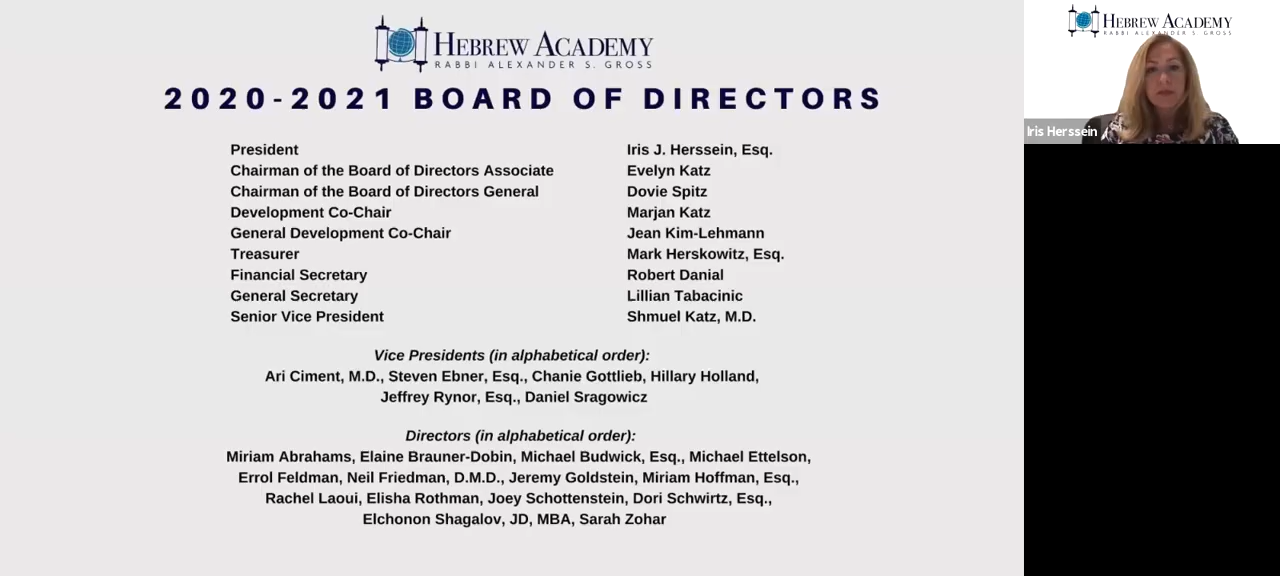 HEBREW ACADEMY
RABBI ALEXANDER S. GROSS
2020-2021 BOARD OF DIRECTORS
President Iris J. Herssein, Esq.
Chairman of the Board of Directors Associate Evelyn Katz
Chairman of the Board of Directors General Dovie Spitz
Development Co-Chair Marjan Katz
General Development Co-Chair Jean Kim-Lehmann
Treasurer Mark Herskowitz, Esq.
Financial Secretary Robert Danial
General Secretary Lillian Tabacinic
Senior Vice President Shmuel Katz, M.D.
Vice Presidents (in alphabetical order):
Ari Ciment, M.D., Steven Ebner, Esq., Chanie Gottlieb, Hillary Holland,
Jeffrey Rynor, Esq., Daniel Sragowicz
Directors (in alphabetical order):
Miriam Abrahams, Elaine Brauner-Dobin, Michael Budwick, Esq., Michael Ettelson,
Errol Feldman, Neil Friedman, D.M.D., Jeremy Goldstein, Miriam Hoffman, Esq.,
Rachel Laoui, Elisha Rothman, Joey Schottenstein, Dori Schwirtz, Esq.,
Elchonon Shagalov, JD, MBA, Sarah Zohar
HEBREW ACADEMY
RABBI ALEXANDER S. GROSS
Iris Herssein